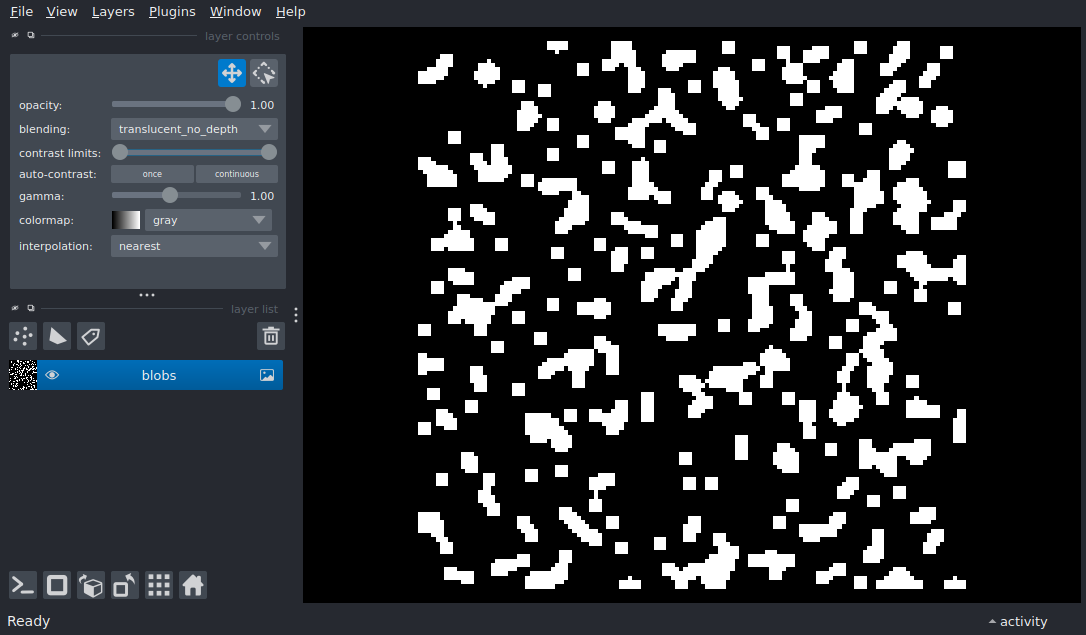 File View Layers Plugins Window Help
layer controls
opacity: 1.00
blending: translucent_no_depth
contrast limits:
auto-contrast: once continuous
gamma: 1.00
colormap: gray
interpolation: nearest
layer list
blobs
Ready activity